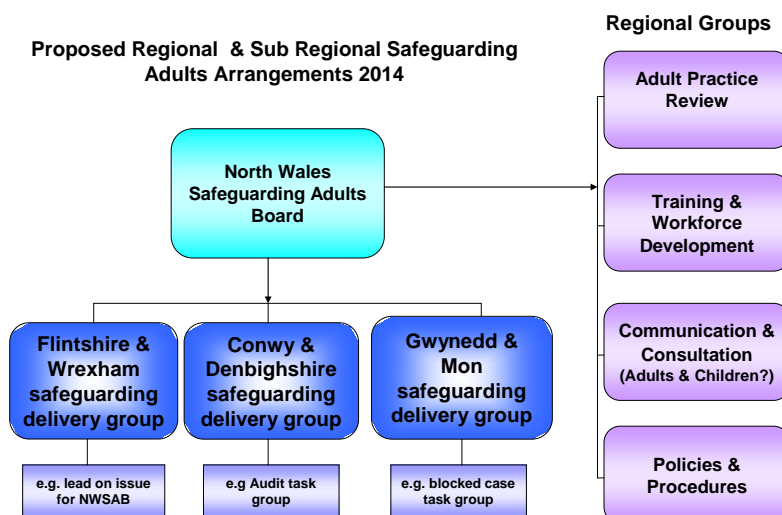 Proposed Regional & Sub Regional Safeguarding
Adults Arrangements 2014
Regional Groups
North Wales
Safeguarding Adults
Board
Flintshire &
Wrexham
safeguarding
delivery group
Conwy &
Denbighshire
safeguarding
delivery group
Gwynedd &
Mon
safeguarding
delivery group
e.g. lead on issue
for NWSAB
e.g Audit task
group
e.g. blocked case
task group
Adult Practice
Review
Training &
Workforce
Development
Communication &
Consultation
(Adults & Children?)
Policies &
Procedures